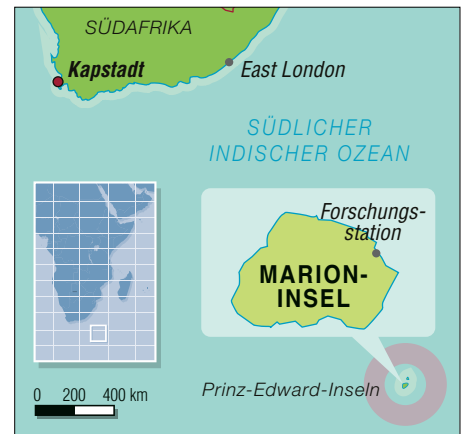 SÜDAFRIKA
Kapstadt
East London
SÜDLICHER
INDISCHER OZEAN
Forschungs-
station
MARION-
INSEL
Prinz-Edward-Inseln
0 200 400 km